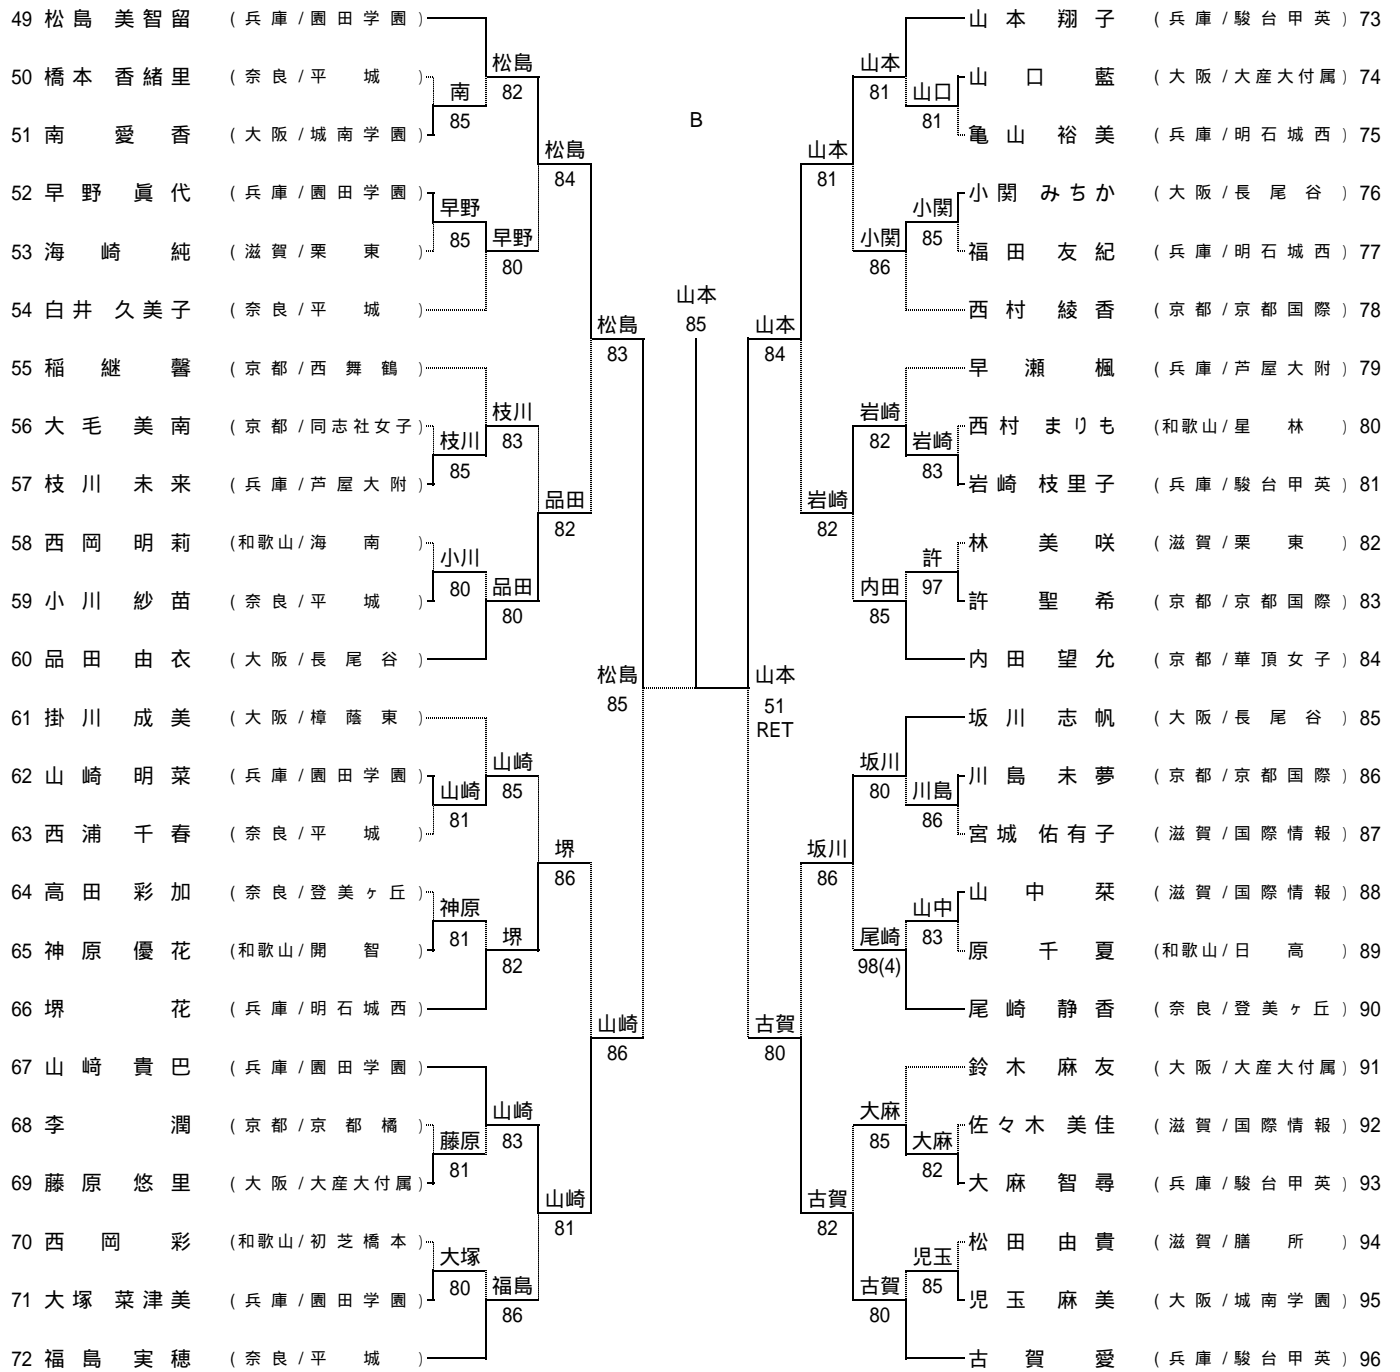 49 松島 美智留 (兵庫/園田学園)
50 橋本 香緒里 (奈良/平城)
51 南 愛香 (大阪/城南学園)
52 早野 眞代 (兵庫/園田学園)
53 海崎 純 (滋賀/栗東)
54 白井 久美子 (奈良/平城)
55 稲継 馨 (京都/西舞鶴)
56 大毛 美南 (京都/同志社女子)
57 枝川 未来 (兵庫/芦屋大附)
58 西岡 明莉 (和歌山/海南)
59 小川 紗苗 (奈良/平城)
60 品田 由衣 (大阪/長尾谷)
61 掛川 成美 (大阪/樟蔭東)
62 山崎 明菜 (兵庫/園田学園)
63 西浦 千春 (奈良/平城)
64 高田 彩加 (奈良/登美ヶ丘)
65 神原 優花 (和歌山/開智)
66 堺 花 (兵庫/明石城西)
67 山﨑 貴巴 (兵庫/園田学園)
68 李 潤 (京都/京都橘)
69 藤原 悠里 (大阪/大産大付属)
70 西岡 彩 (和歌山/初芝橋本)
71 大塚 菜津美 (兵庫/園田学園)
72 福島 実穂 (奈良/平城)
南
85
早野
85
枝川
85
小川
80
山崎
81
神原
81
藤原
81
大塚
80
松島
82
早野
80
枝川
83
品田
80
山崎
85
堺
82
山崎
83
福島
86
松島
84
品田
82
堺
86
山崎
81
松島
83
山崎
86
松島
85
B
山本
85
山本
51
RET
山本
84
古賀
80
山本
81
岩崎
82
坂川
86
古賀
82
山本
81
小関
86
岩崎
82
内田
85
坂川
80
尾崎
98(4)
大麻
85
古賀
80
山口
81
小関
85
岩崎
83
許
97
川島
86
山中
83
大麻
82
児玉
85
山本 翔子 (兵庫/駿台甲英) 73
山口 藍 (大阪/大産大付属) 74
亀山 裕美 (兵庫/明石城西) 75
小関 みちか (大阪/長尾谷) 76
福田 友紀 (兵庫/明石城西) 77
西村 綾香 (京都/京都国際) 78
早瀬 楓 (兵庫/芦屋大附) 79
西村 まりも (和歌山/星林) 80
岩崎 枝里子 (兵庫/駿台甲英) 81
林 美咲 (滋賀/栗東) 82
許 聖希 (京都/京都国際) 83
内田 望允 (京都/華頂女子) 84
坂川 志帆 (大阪/長尾谷) 85
川島 未夢 (京都/京都国際) 86
宮城 佑有子 (滋賀/国際情報) 87
山中 栞 (滋賀/国際情報) 88
原 千夏 (和歌山/日高) 89
尾崎 静香 (奈良/登美ヶ丘) 90
鈴木 麻友 (大阪/大産大付属) 91
佐々木 美佳 (滋賀/国際情報) 92
大麻 智尋 (兵庫/駿台甲英) 93
松田 由貴 (滋賀/膳所) 94
児玉 麻美 (大阪/城南学園) 95
古賀 愛 (兵庫/駿台甲英) 96